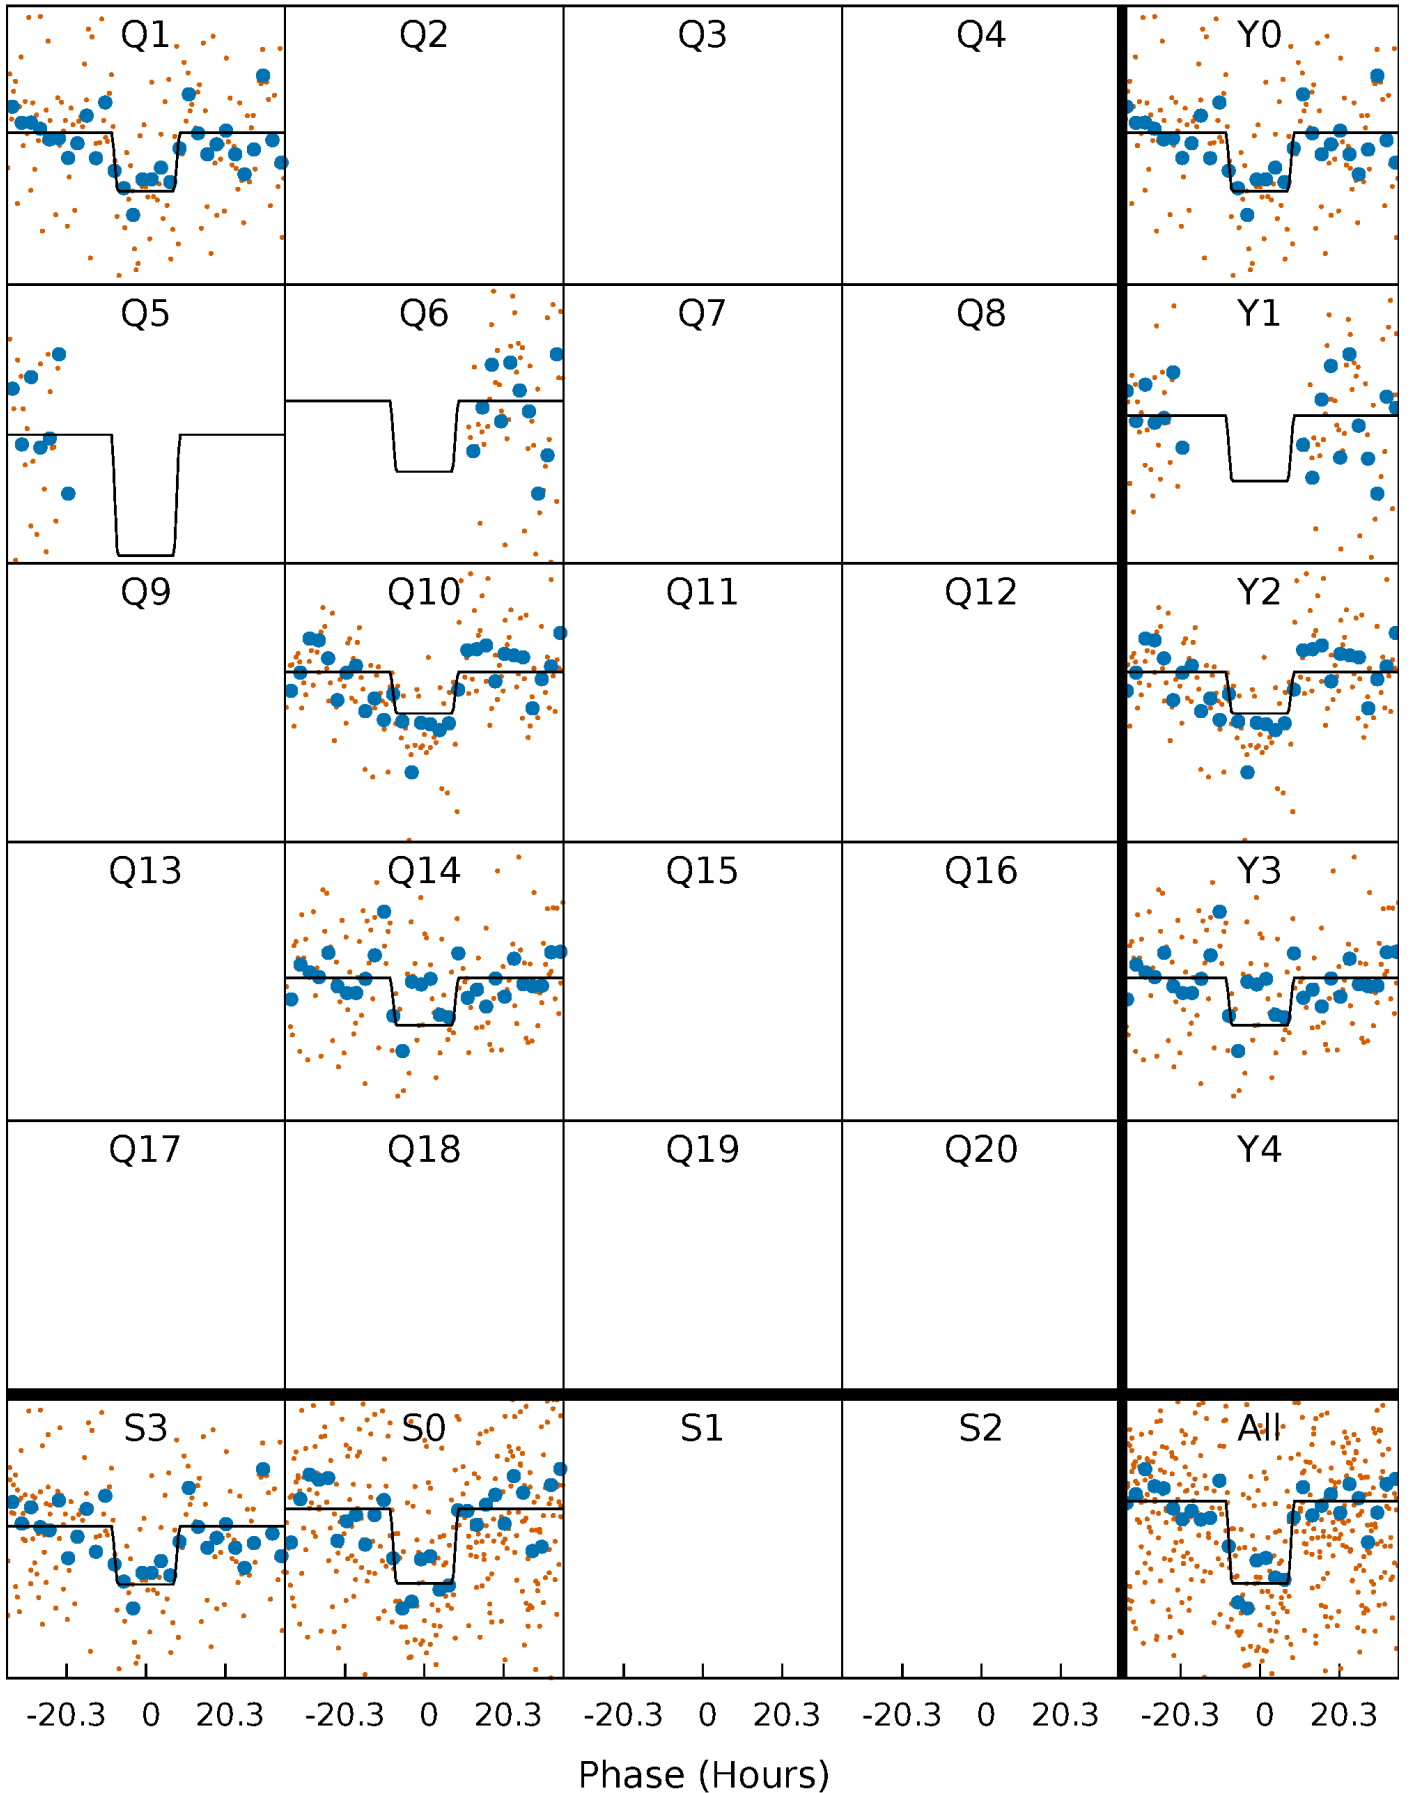 Q1 Q2 Q3 Q4 Y0
Q5 Q6 Q7 Q8 Y1
Q9 Q10 Q11 Q12 Y2
Q13 Q14 Q15 Q16 Y3
Q17 Q18 Q19 Q20 Y4
S3 S0 S1 S2 All
-20.3 0 20.3 -20.3 0 20.3 -20.3 0 20.3 -20.3 0 20.3 -20.3 0 20.3
Phase (Hours)